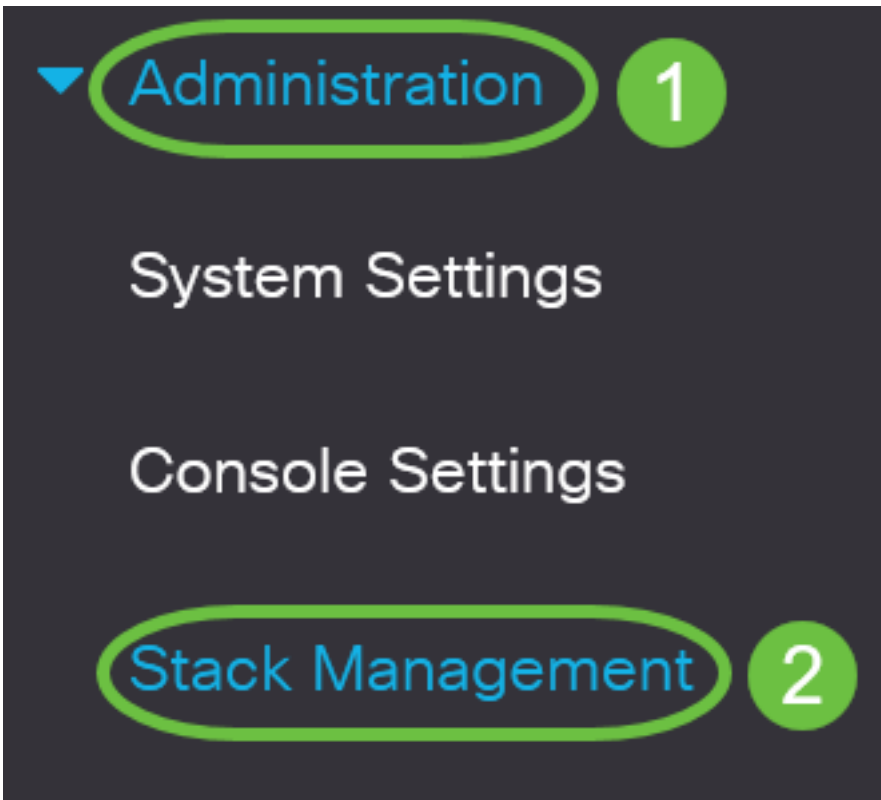 Administration 1
System Settings
Console Settings
Stack Management 2